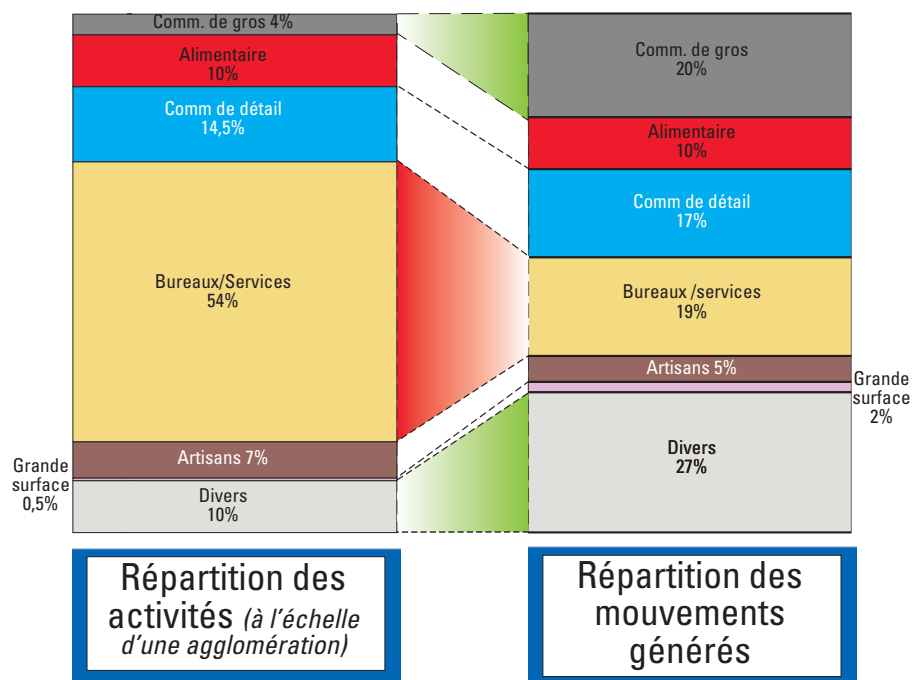 Comm. de gros 4%
Alimentaire
10%
Comm de détail
14,5%
Bureaux/Services
54%
Artisans 7%
Grande
surface
0,5%
Divers
10%
Comm. de gros
20%
Alimentaire
10%
Comm de détail
17%
Bureaux /services
19%
Artisans 5%
Grande
surface
2%
Divers
27%
Répartition des
activités (à l'échelle
d'une agglomération)
Répartition des
mouvements
générés